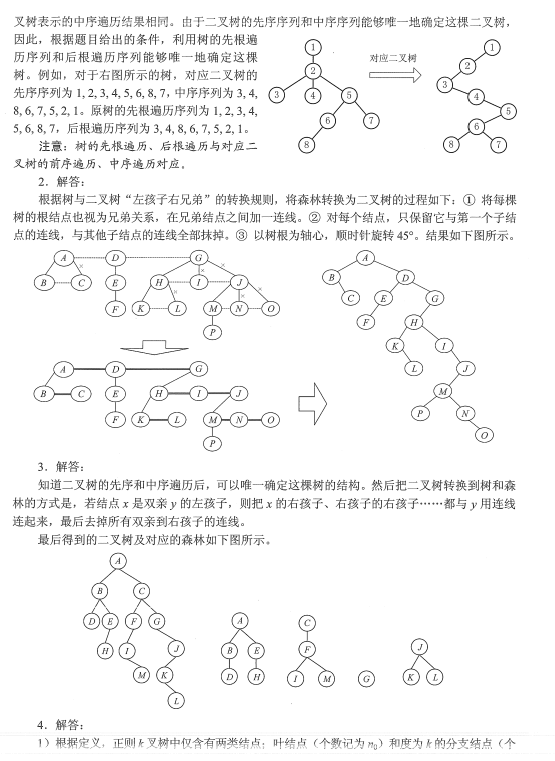 叉树表示的中序遍历结果相同。由于二叉树的先序序列和中序序列能够唯一地确定这棵二叉树，
因此，根据题目给出的条件，利用树的先根遍
历序列和后根遍历序列能够唯一地确定这棵
树。例如，对于右图所示的树，对应二叉树的
先序序列为 1, 2, 3, 4, 5, 6, 8, 7，中序序列为 3, 4,
8, 6, 7, 5, 2, 1。原树的先根遍历序列为 1, 2, 3, 4,
5, 6, 8, 7，后根遍历序列为 3, 4, 8, 6, 7, 5, 2, 1。
注意：树的先根遍历、后根遍历与对应二
叉树的前序遍历、中序遍历对应。
1
2
3 4 5
6 7
8
对应二叉树
1
2
3
4
5
6
8 7
2．解答：
根据树与二叉树“左孩子右兄弟”的转换规则，将森林转换为二叉树的过程如下：① 将每棵
树的根结点也视为兄弟关系，在兄弟结点之间加一连线。② 对每个结点，只保留它与第一个子结
点的连线，与其他子结点的连线全部抹掉。③ 以树根为轴心，顺时针旋转 45°。结果如下图所示。
A D G
B C E H I J
F K L M N O
P
A D G
B C E H I J
F K L M N O
P
A
B D
C E G
F H
K I
L J
M
P N
O
3．解答：
知道二叉树的先序和中序遍历后，可以唯一确定这棵树的结构。然后把二叉树转换到树和森
林的方式是，若结点 x 是双亲 y 的左孩子，则把 x 的右孩子、右孩子的右孩子……都与 y 用连线
连起来，最后去掉所有双亲到右孩子的连线。
最后得到的二叉树及对应的森林如下图所示。
A
B C
D E F G
H I J
M K
L
A
B E
D H
C
F
I M
G
J
K L
4．解答：
1）根据定义，正则 k 叉树中仅含有两类结点：叶结点（个数记为 n₀）和度为 k 的分支结点（个